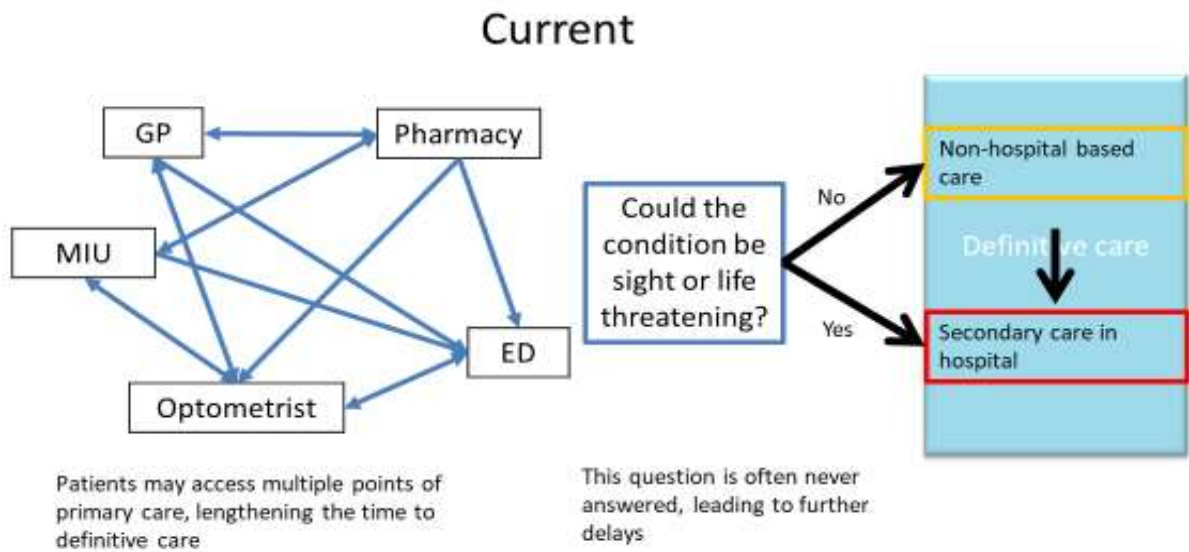 Current
GP
Pharmacy
MIU
ED
Optometrist
Could the
condition be
sight or life
threatening?
No
Yes
Non-hospital based
care
Definitive care
Secondary care in
hospital
Patients may access multiple points of
primary care, lengthening the time to
definitive care
This question is often never
answered, leading to further
delays